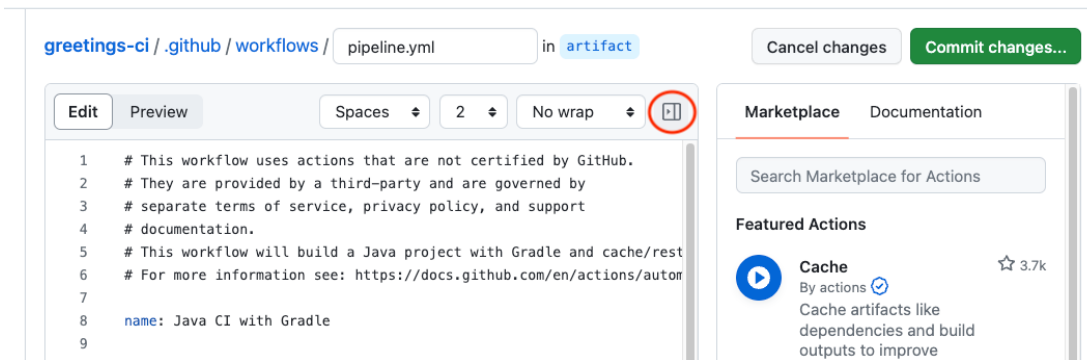 greetings-ci / .github / workflows / pipeline.yml in artifact
Cancel changes
Commit changes...
Edit
Preview
Spaces
2
No wrap
1 # This workflow uses actions that are not certified by GitHub.
2 # They are provided by a third-party and are governed by
3 # separate terms of service, privacy policy, and support
4 # documentation.
5 # This workflow will build a Java project with Gradle and cache/rest
6 # For more information see: https://docs.github.com/en/actions/autom
7
8 name: Java CI with Gradle
9
Marketplace
Documentation
Search Marketplace for Actions
Featured Actions
Cache
3.7k
By actions
Cache artifacts like
dependencies and build
outputs to improve